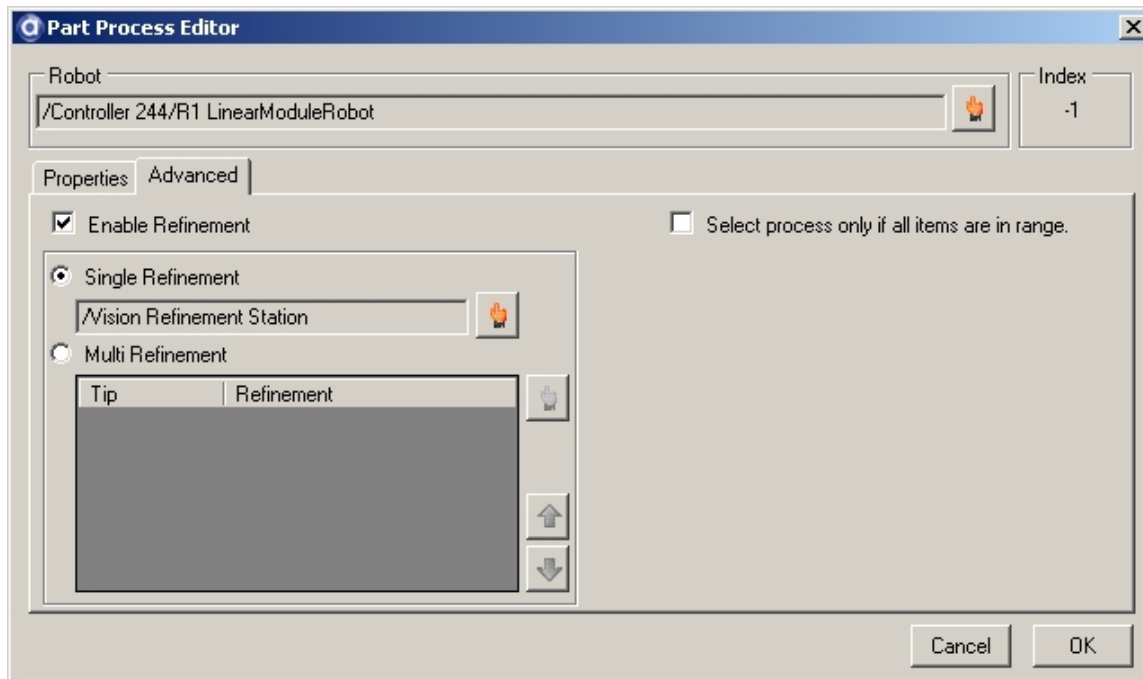 Part Process Editor
Robot
/Controller 244/R1 LinearModuleRobot
Index
-1
Properties
Advanced
Enable Refinement
Select process only if all items are in range.
Single Refinement
/Vision Refinement Station
Multi Refinement
Tip
Refinement
Cancel
OK